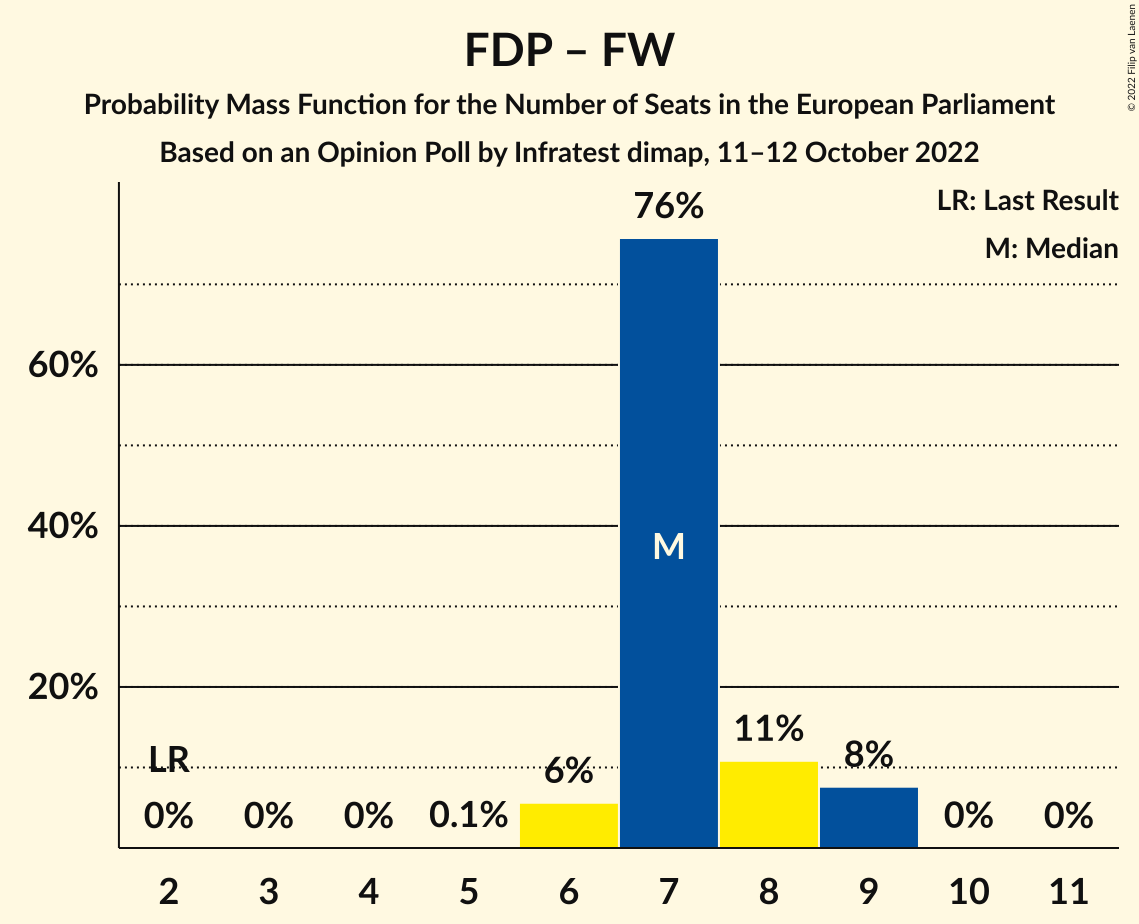 FDP – FW
Probability Mass Function for the Number of Seats in the European Parliament
Based on an Opinion Poll by Infratest dimap, 11–12 October 2022
© 2022 Filip van Laenen
LR: Last Result
M: Median
76%
60%
40%
20%
M
LR
0%
0%
0%
0.1%
6%
11%
8%
0%
0%
2 3 4 5 6 7 8 9 10 11